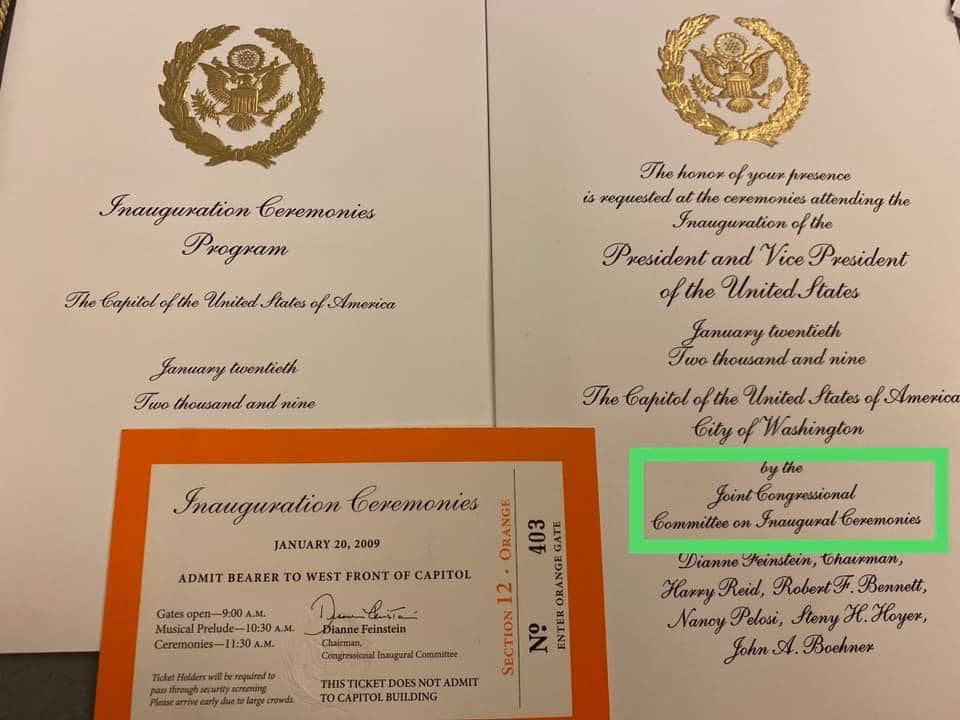 Inauguration Ceremonies
Program
The Capitol of the United States of America
January twentieth
Two thousand and nine
The honor of your presence
is requested at the ceremonies attending the
Inauguration of the
President and Vice President
of the United States
January twentieth
Two thousand and nine
The Capitol of the United States of America
City of Washington
by the
Joint Congressional
Committee on Inaugural Ceremonies
Dianne Feinstein, Chairman,
Harry Reid, Robert F. Bennett,
Nancy Pelosi, Steny H. Hoyer,
John A. Boehner
Inauguration Ceremonies
JANUARY 20, 2009
ADMIT BEARER TO WEST FRONT OF CAPITOL
Gates open—9:00 A.M.
Musical Prelude—10:30 A.M.
Ceremonies—11:30 A.M.
Ticket Holders will be required to
pass through security screening.
Please arrive early due to large crowds.
Dianne Feinstein
Dianne Feinstein
Chairman,
Congressional Inaugural Committee
THIS TICKET DOES NOT ADMIT
TO CAPITOL BUILDING
SECTION 12 • ORANGE
No 403
ENTER ORANGE GATE